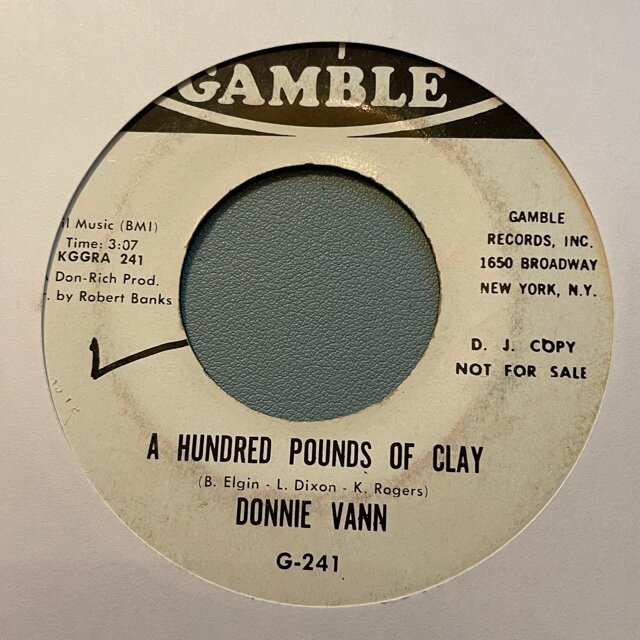 GAMBLE
Music (BMI)
Time: 3:07
KGGRA 241
Don-Rich Prod.
. by Robert Banks
GAMBLE
RECORDS, INC.
1650 BROADWAY
NEW YORK, N.Y.
D. J. COPY
NOT FOR SALE
A HUNDRED POUNDS OF CLAY
(B. Elgin - L. Dixon - K. Rogers)
DONNIE VANN
G-241